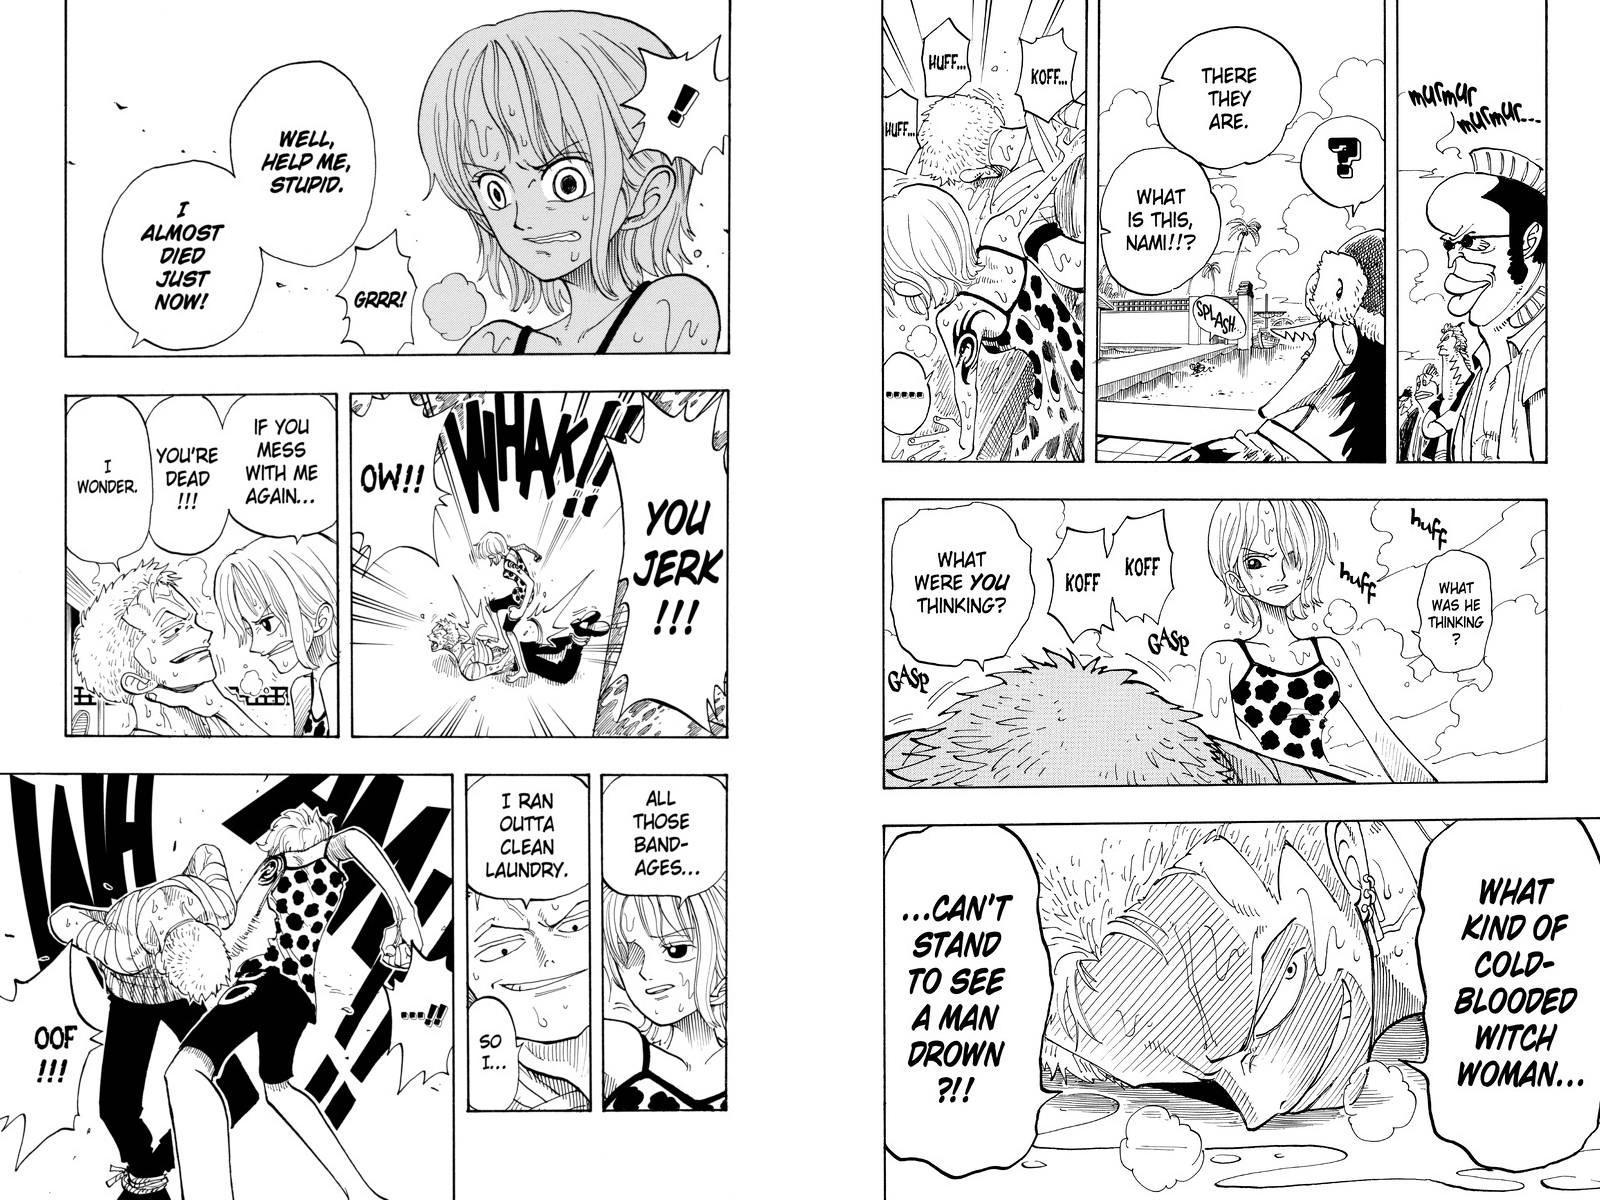 murmur
murmur...
?
THERE
THEY
ARE.
WHAT
IS THIS,
NAMI!!?
SPLASH
KOFF...
HUFF...
HUFF...
......
huff
huff
WHAT
WAS HE
THINKING
?
KOFF
KOFF
GASP
GASP
WHAT
WERE YOU
THINKING?
WHAT
KIND OF
COLD-
BLOODED
WITCH
WOMAN...
...CAN'T
STAND
TO SEE
A MAN
DROWN
?!!
!
WELL,
HELP ME,
STUPID.
I
ALMOST
DIED
JUST
NOW!
GRRR!
YOU
JERK
!!!
WHAK!!
OW!!
IF YOU
MESS
WITH ME
AGAIN...
YOU'RE
DEAD
!!!
I
WONDER.
ALL
THOSE
BAND-
AGES...
I RAN
OUTTA
CLEAN
LAUNDRY.
SO
I...
...!!
WHAM
OOF
!!!